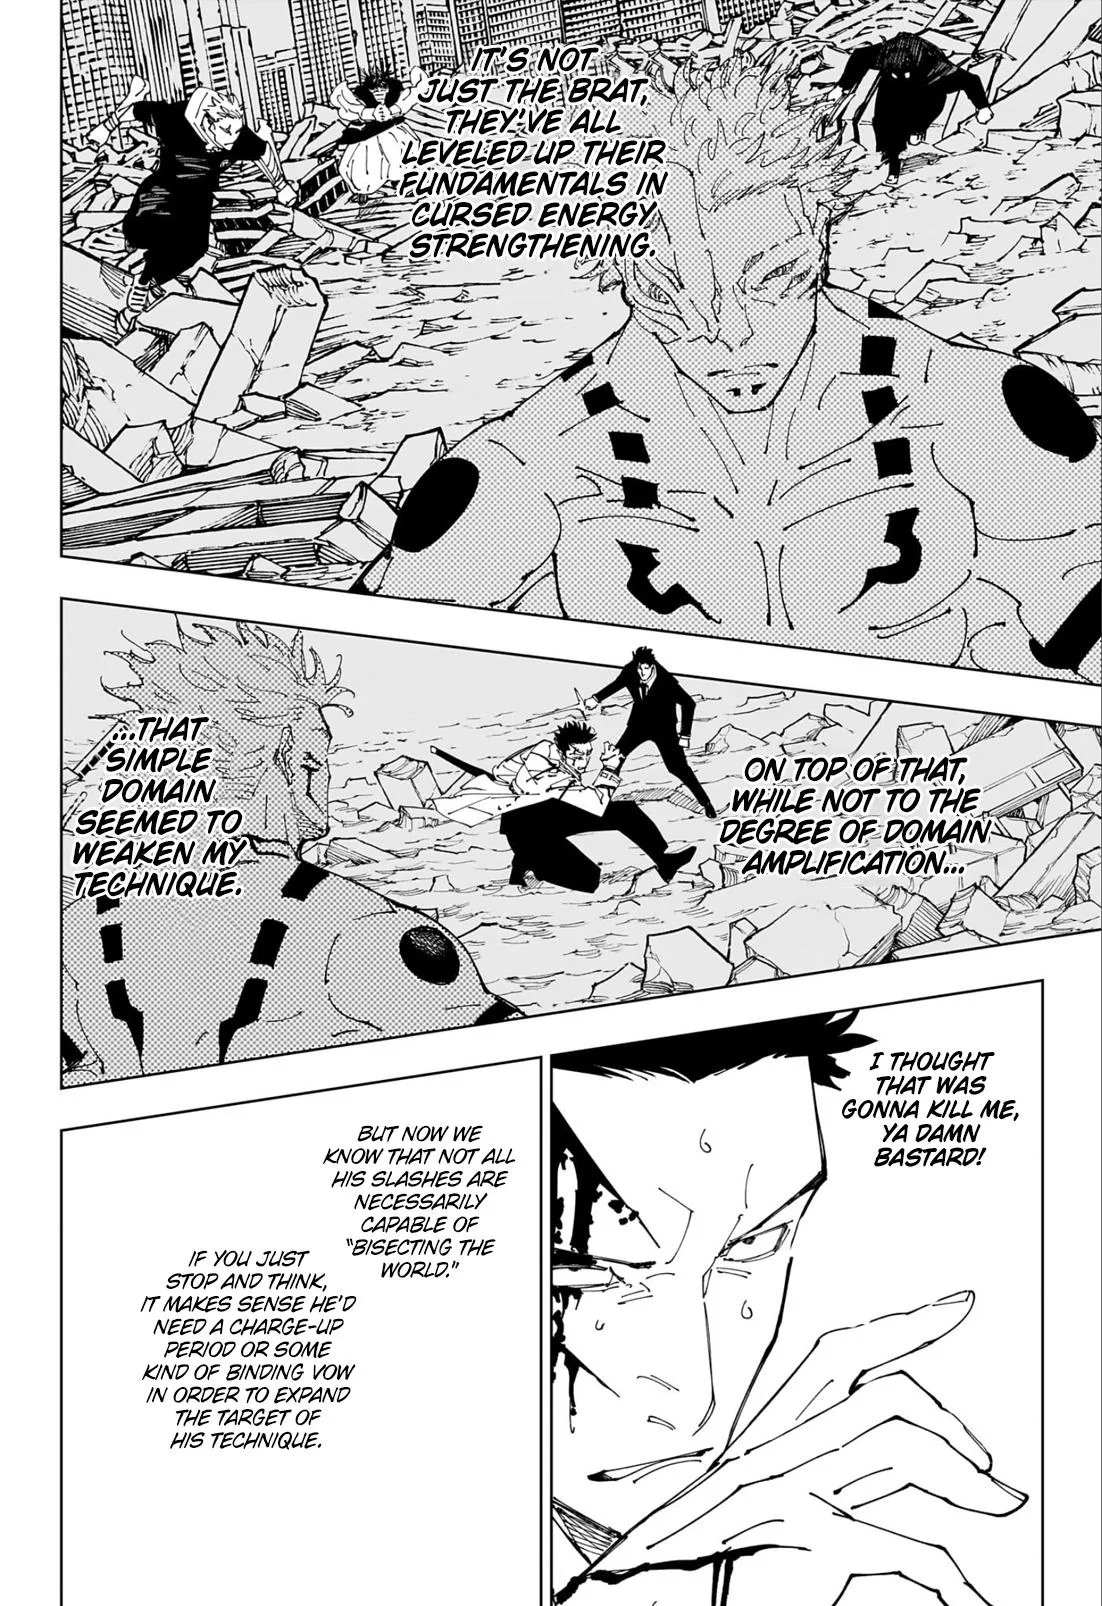 IT'S NOT
JUST THE BRAT,
THEY'VE ALL
LEVELED UP THEIR
FUNDAMENTALS IN
CURSED ENERGY
STRENGTHENING.
ON TOP OF THAT,
WHILE NOT TO THE
DEGREE OF DOMAIN
AMPLIFICATION...
...THAT
SIMPLE
DOMAIN
SEEMED TO
WEAKEN MY
TECHNIQUE.
I THOUGHT
THAT WAS
GONNA KILL ME,
YA DAMN
BASTARD!
BUT NOW WE
KNOW THAT NOT ALL
HIS SLASHES ARE
NECESSARILY
CAPABLE OF
"BISECTING THE
WORLD."
IF YOU JUST
STOP AND THINK,
IT MAKES SENSE HE'D
NEED A CHARGE-UP
PERIOD OR SOME
KIND OF BINDING VOW
IN ORDER TO EXPAND
THE TARGET OF
HIS TECHNIQUE.